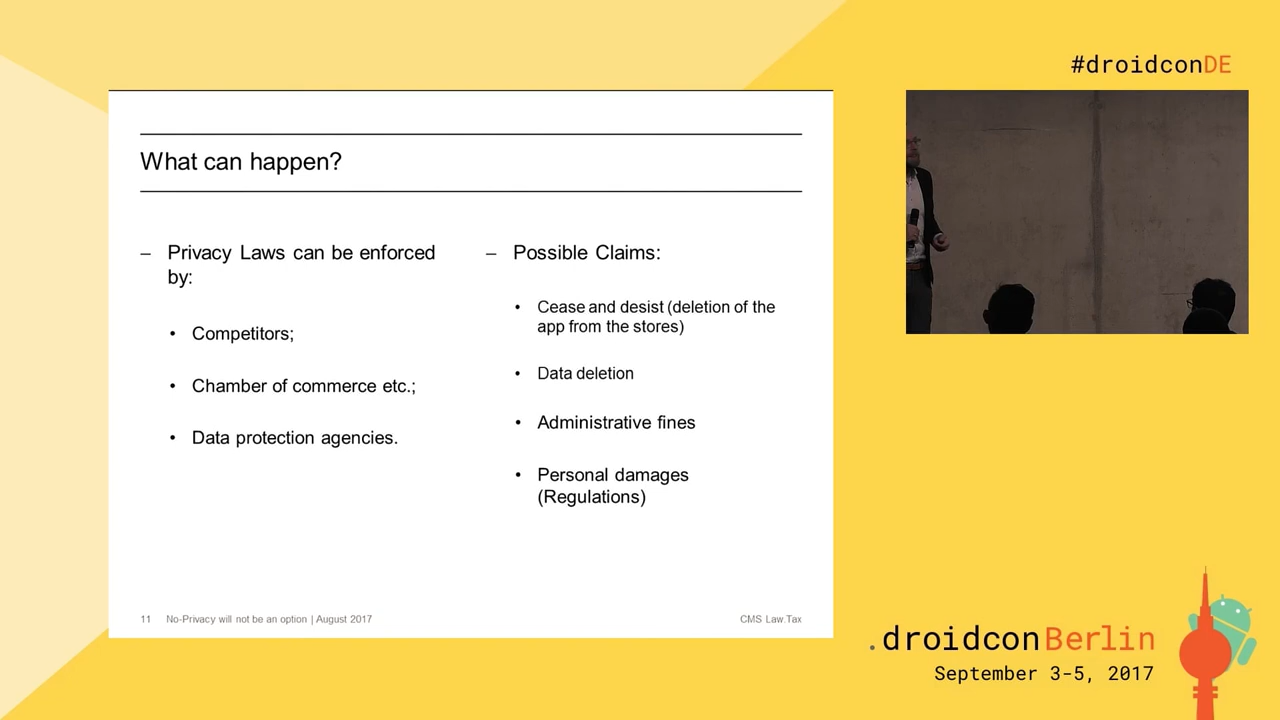 #droidconDE
What can happen?
– Privacy Laws can be enforced
by:
• Competitors;
• Chamber of commerce etc.;
• Data protection agencies.
– Possible Claims:
• Cease and desist (deletion of the
app from the stores)
• Data deletion
• Administrative fines
• Personal damages
(Regulations)
11 No-Privacy will not be an option | August 2017
CMS Law.Tax
.droidconBerlin
September 3-5, 2017